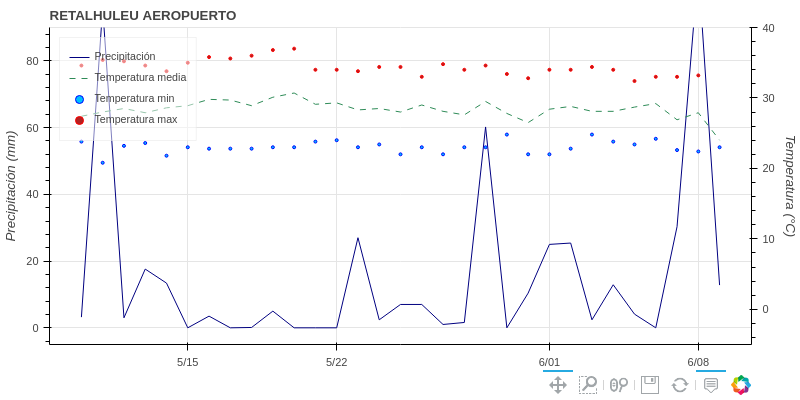 RETALHULEU AEROPUERTO
Precipitación
Temperatura media
Temperatura min
Temperatura max
Precipitación (mm)
80
60
40
20
0
40
30
20
10
0
Temperatura (°C)
5/15
5/22
6/01
6/08